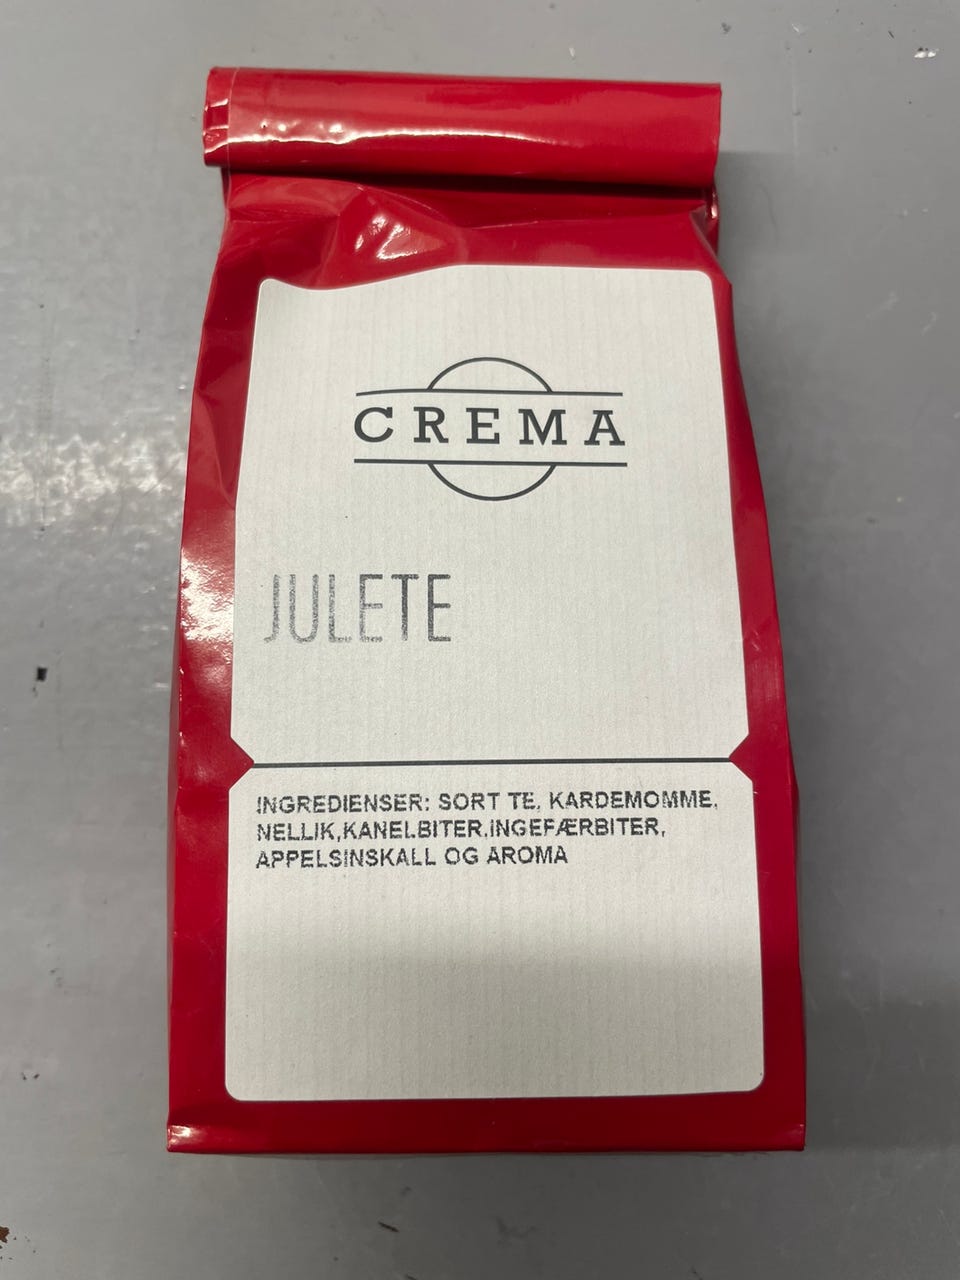 CREMA
JULETE
INGREDIENSER: SORT TE, KARDEMOMME,
NELLIK,KANELBITER,INGEFÆRBITER,
APPELSINSKALL OG AROMA